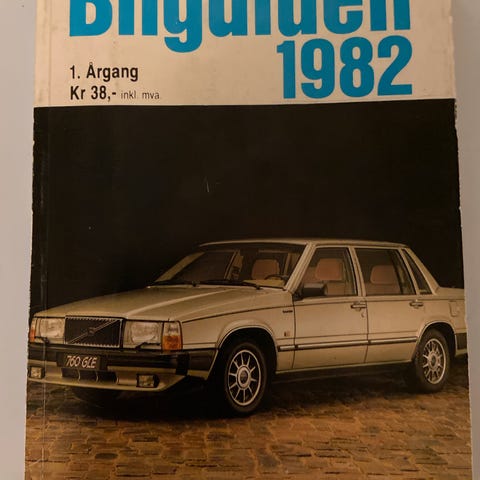 Bilguiden
1982
1. Årgang
Kr 38,- inkl. mva.
760 GLE